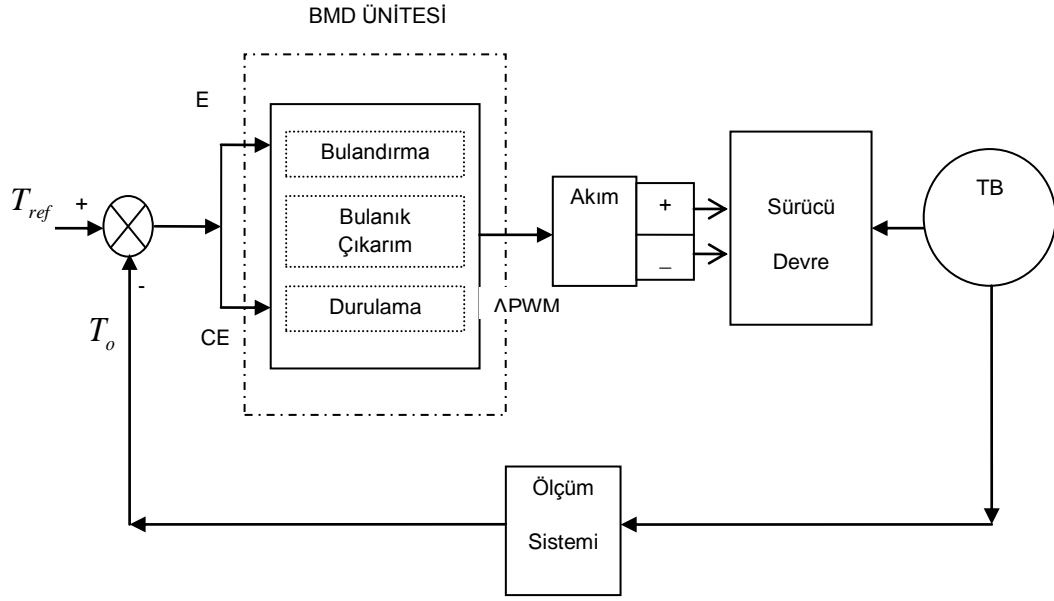 BMD ÜNİTESİ
E
Bulandırma
Bulanık
Çıkarım
Durulama
CE
T_ref
+
-
T_o
ΔPWM
Akım
+
_
Sürücü
Devre
TB
Ölçüm
Sistemi